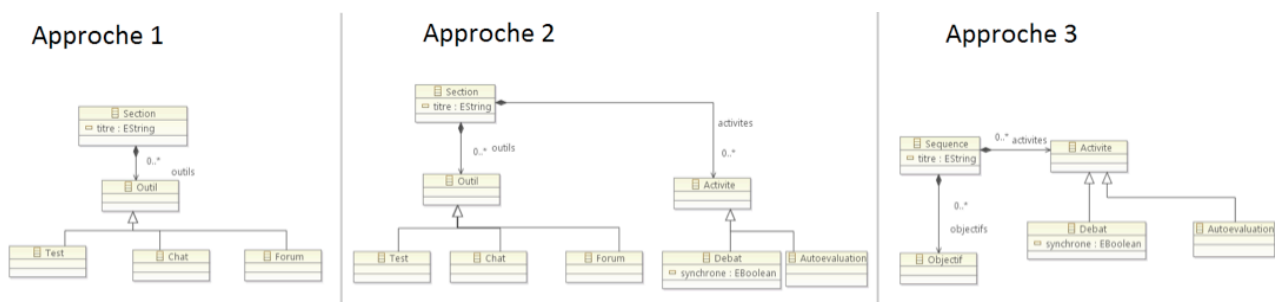 Approche 1
Section
titre : EString
0..*
outils
Outil
Test
Chat
Forum
Approche 2
Section
titre : EString
activites
0..* outils
0..*
Outil
Activite
Test
Chat
Forum
Debat
Autoevaluation
synchrone : EBoolean
Approche 3
Sequence
0..* activites
Activite
titre : EString
0..*
objectifs
Debat
Autoevaluation
synchrone : EBoolean
Objectif